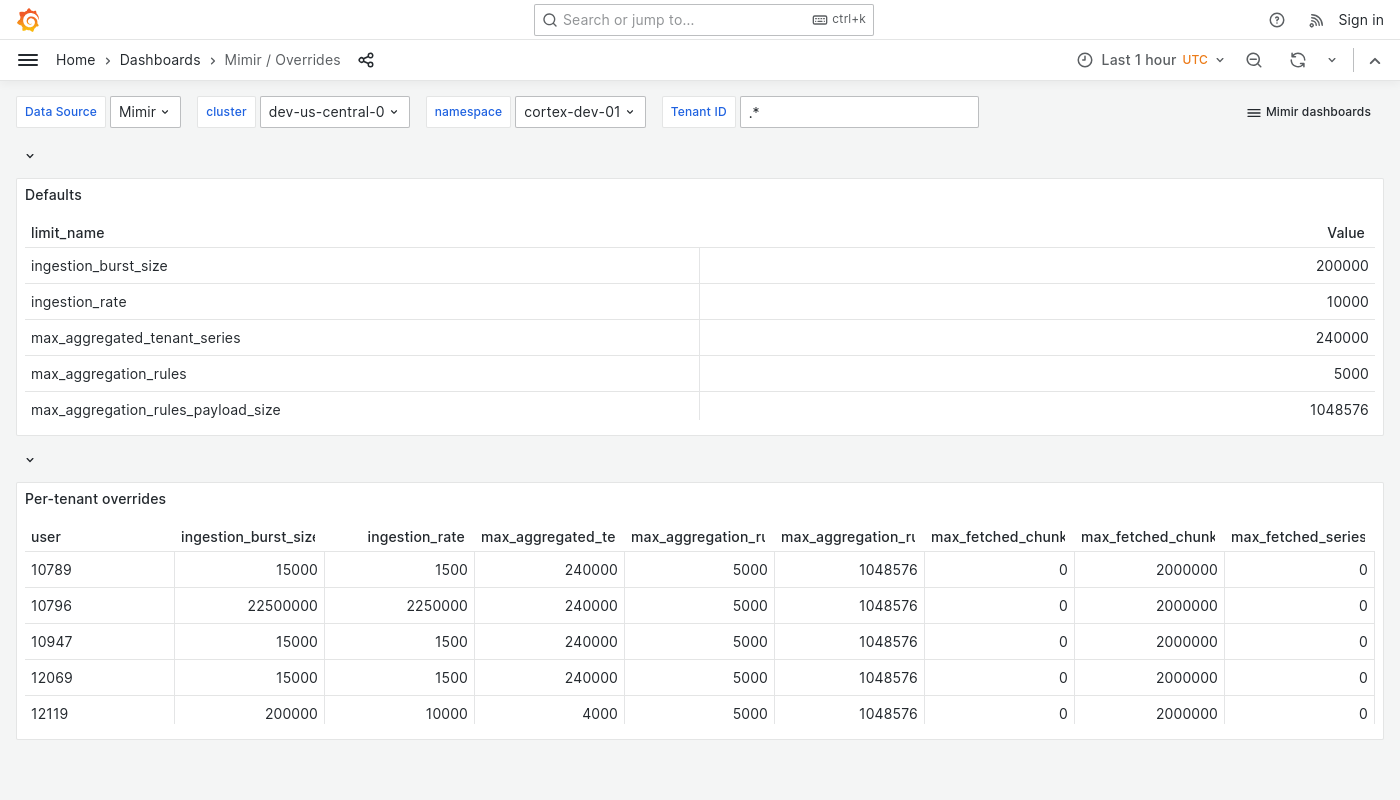 Search or jump to... ctrl+k Sign in
Home Dashboards Mimir / Overrides Last 1 hour UTC
Data Source Mimir cluster dev-us-central-0 namespace cortex-dev-01 Tenant ID .* Mimir dashboards
Defaults
limit_name Value
ingestion_burst_size 200000
ingestion_rate 10000
max_aggregated_tenant_series 240000
max_aggregation_rules 5000
max_aggregation_rules_payload_size 1048576
Per-tenant overrides
user ingestion_burst_size ingestion_rate max_aggregated_te max_aggregation_ru max_aggregation_ru max_fetched_chunk max_fetched_chunk max_fetched_series
10789 15000 1500 240000 5000 1048576 0 2000000 0
10796 22500000 2250000 240000 5000 1048576 0 2000000 0
10947 15000 1500 240000 5000 1048576 0 2000000 0
12069 15000 1500 240000 5000 1048576 0 2000000 0
12119 200000 10000 4000 5000 1048576 0 2000000 0